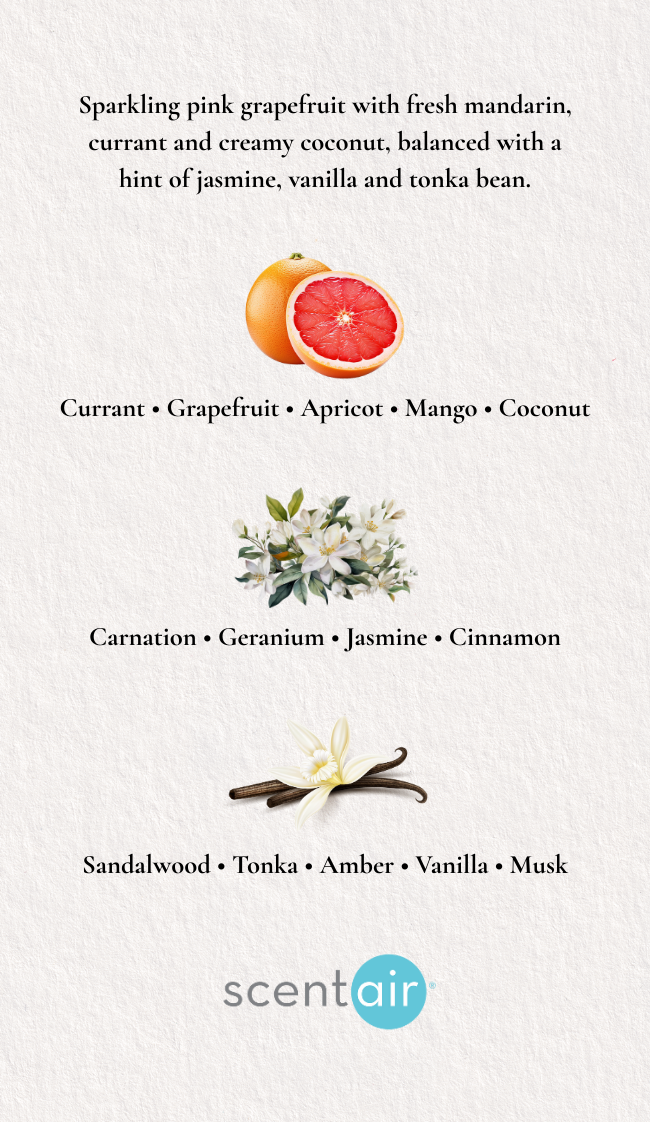 Sparkling pink grapefruit with fresh mandarin,
currant and creamy coconut, balanced with a
hint of jasmine, vanilla and tonka bean.
Currant • Grapefruit • Apricot • Mango • Coconut
Carnation • Geranium • Jasmine • Cinnamon
Sandalwood • Tonka • Amber • Vanilla • Musk
scentair®